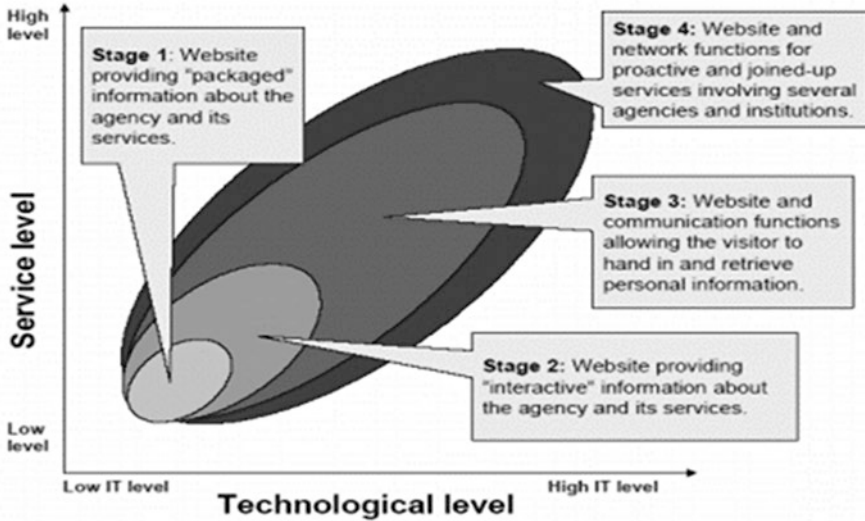 High
level
Stage 1: Website
providing "packaged"
information about the
agency and its
services.
Stage 4: Website and
network functions for
proactive and joined-up
services involving several
agencies and institutions.
Stage 3: Website and
communication functions
allowing the visitor to
hand in and retrieve
personal information.
Stage 2: Website providing
"interactive" information about
the agency and its services.
Service level
Low
level
Low IT level
High IT level
Technological level